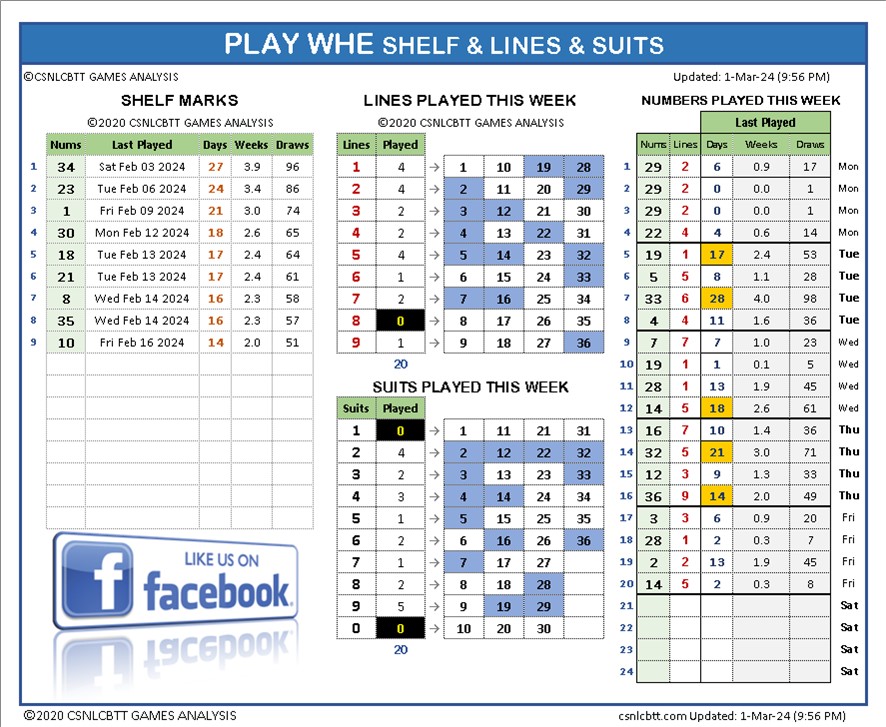 PLAY WHE SHELF & LINES & SUITS
©CSNLCBTT GAMES ANALYSIS
Updated: 1-Mar-24 (9:56 PM)
SHELF MARKS
©2020 CSNLCBTT GAMES ANALYSIS
Nums Last Played Days Weeks Draws
1 34 Sat Feb 03 2024 27 3.9 96
2 23 Tue Feb 06 2024 24 3.4 86
3 1 Fri Feb 09 2024 21 3.0 74
4 30 Mon Feb 12 2024 18 2.6 65
5 18 Tue Feb 13 2024 17 2.4 64
6 21 Tue Feb 13 2024 17 2.4 61
7 8 Wed Feb 14 2024 16 2.3 58
8 35 Wed Feb 14 2024 16 2.3 57
9 10 Fri Feb 16 2024 14 2.0 51
LIKE US ON
f facebook
LINES PLAYED THIS WEEK
©2020 CSNLCBTT GAMES ANALYSIS
Lines Played
1 4 → 1 10 19 28
2 4 → 2 11 20 29
3 2 → 3 12 21 30
4 2 → 4 13 22 31
5 4 → 5 14 23 32
6 1 → 6 15 24 33
7 2 → 7 16 25 34
8 0 → 8 17 26 35
9 1 → 9 18 27 36
20
SUITS PLAYED THIS WEEK
Suits Played
1 0 → 1 11 21 31
2 4 → 2 12 22 32
3 2 → 3 13 23 33
4 3 → 4 14 24 34
5 1 → 5 15 25 35
6 2 → 6 16 26 36
7 1 → 7 17 27
8 2 → 8 18 28
9 5 → 9 19 29
0 0 → 10 20 30
20
NUMBERS PLAYED THIS WEEK
Last Played
Nums Lines Days Weeks Draws
1 29 2 6 0.9 17 Mon
2 29 2 0 0.0 1 Mon
3 29 2 0 0.0 1 Mon
4 22 4 4 0.6 14 Mon
5 19 1 17 2.4 53 Tue
6 5 5 8 1.1 28 Tue
7 33 6 28 4.0 98 Tue
8 4 4 11 1.6 36 Tue
9 7 7 7 1.0 23 Wed
10 19 1 1 0.1 5 Wed
11 28 1 13 1.9 45 Wed
12 14 5 18 2.6 61 Wed
13 16 7 10 1.4 36 Thu
14 32 5 21 3.0 71 Thu
15 12 3 9 1.3 33 Thu
16 36 9 14 2.0 49 Thu
17 3 3 6 0.9 20 Fri
18 28 1 2 0.3 7 Fri
19 2 2 13 1.9 45 Fri
20 14 5 2 0.3 8 Fri
21 Sat
22 Sat
23 Sat
24 Sat
©2020 CSNLCBTT GAMES ANALYSIS
csnlcbtt.com Updated: 1-Mar-24 (9:56 PM)